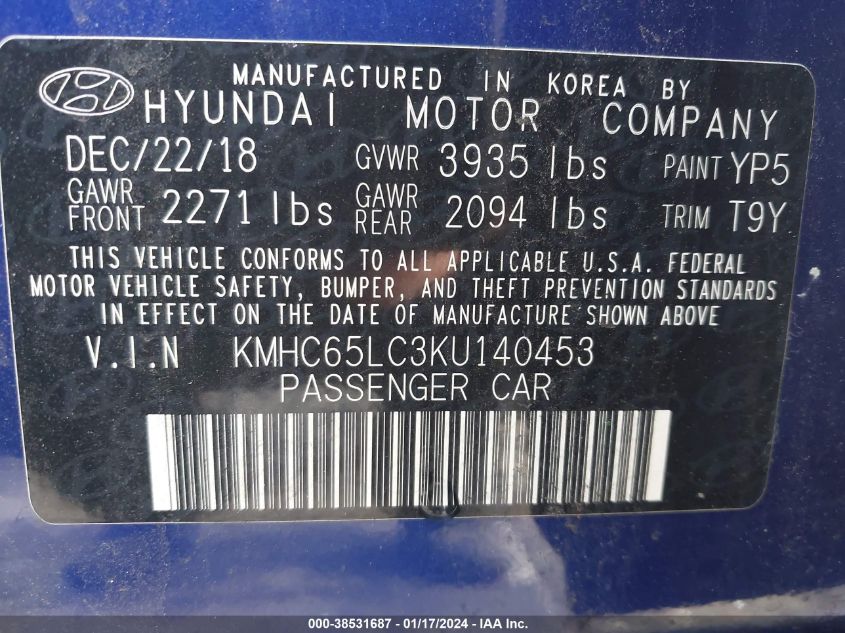 MANUFACTURED IN KOREA BY
HYUNDAI MOTOR COMPANY
DEC/22/18 GVWR 3935 lbs PAINT YP5
GAWR FRONT 2271 lbs GAWR REAR 2094 lbs TRIM T9Y
THIS VEHICLE CONFORMS TO ALL APPLICABLE U.S.A. FEDERAL
MOTOR VEHICLE SAFETY, BUMPER, AND THEFT PREVENTION STANDARDS
IN EFFECT ON THE DATE OF MANUFACTURE SHOWN ABOVE
V.I.N KMHC65LC3KU140453
PASSENGER CAR
000-38531687 - 01/17/2024 - IAA Inc.